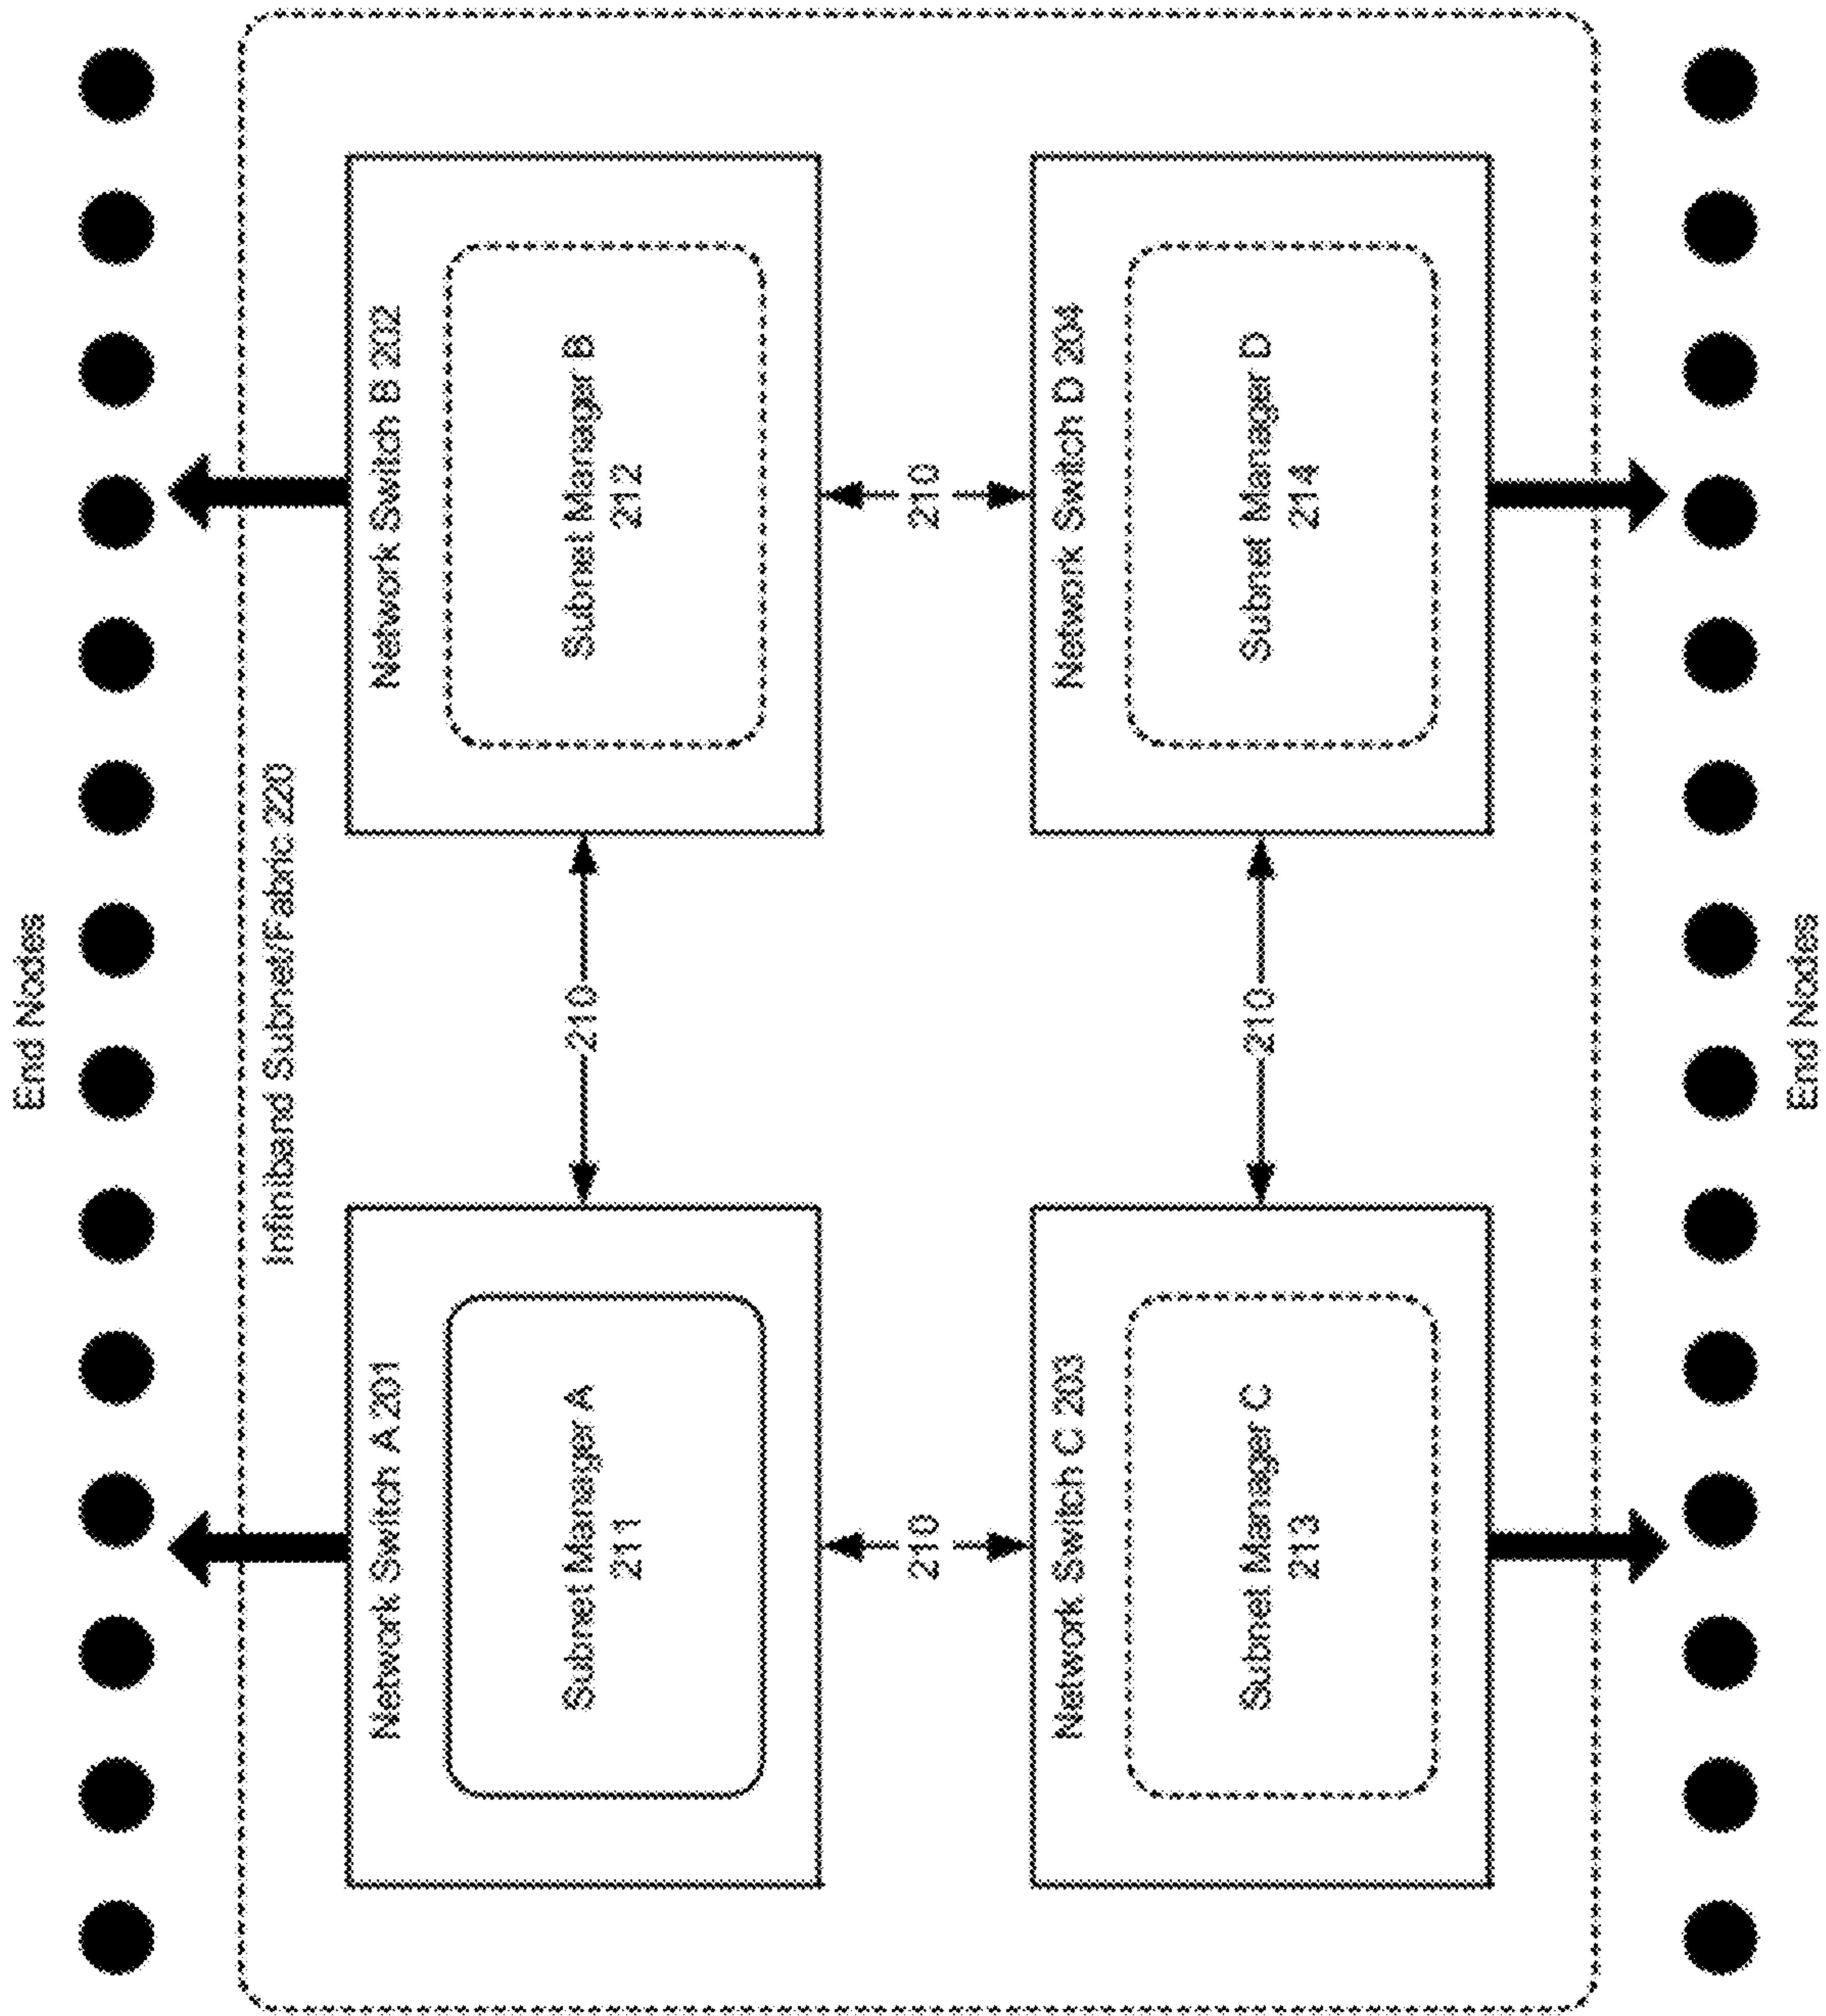 End Nodes
Infiniband Subnet/Fabric 220
Network Switch A 201
Subnet Manager A
211
210
Network Switch B 202
Subnet Manager B
212
210
210
Network Switch C 203
Subnet Manager C
213
210
Network Switch D 204
Subnet Manager D
214
End Nodes